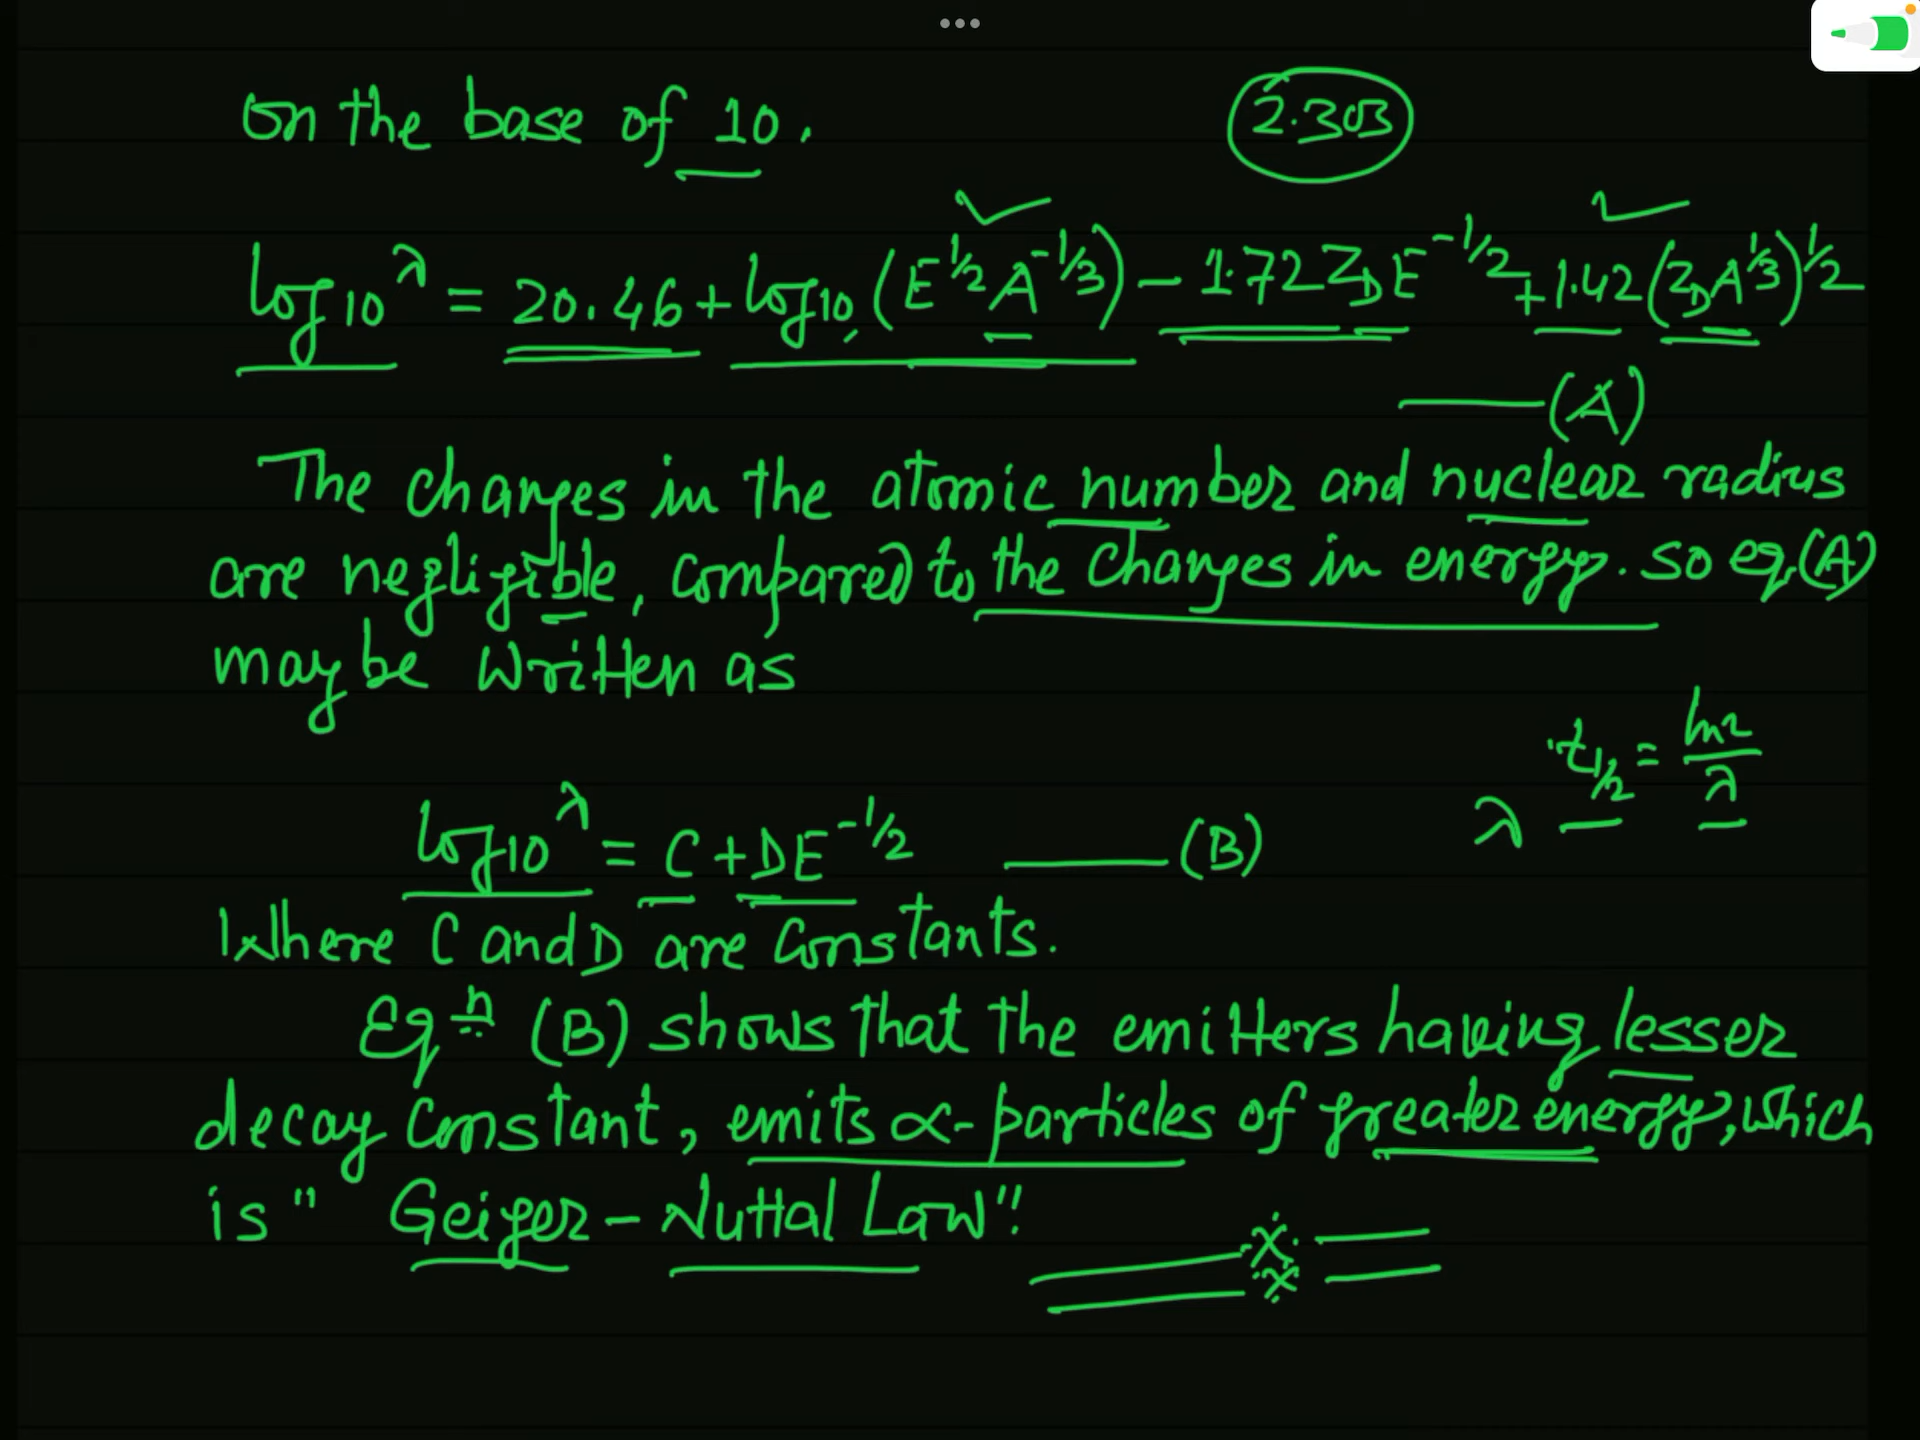 On the base of 10.
2.303
log₁₀λ = 20.46 + log₁₀ (E^1/2 A^-1/3) - 1.72 Z_D E^-1/2 + 1.42 (Z_D A^1/3)^1/2
(A)
The changes in the atomic number and nuclear radius
are negligible, compared to the changes in energy. so eq.(A)
may be written as
t_1/2 = ln2/λ
λ
log₁₀λ = C + DE^-1/2 (B)
Where C and D are Constants.
Eqⁿ (B) shows that the emitters having lesser
decay constant, emits α-particles of greater energy, which
is "Geiger-Nuttal Law".